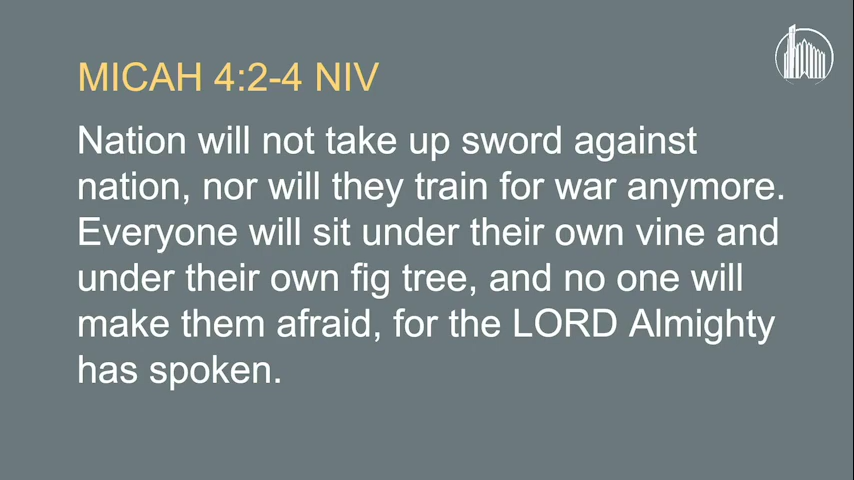 MICAH 4:2-4 NIV
Nation will not take up sword against
nation, nor will they train for war anymore.
Everyone will sit under their own vine and
under their own fig tree, and no one will
make them afraid, for the LORD Almighty
has spoken.